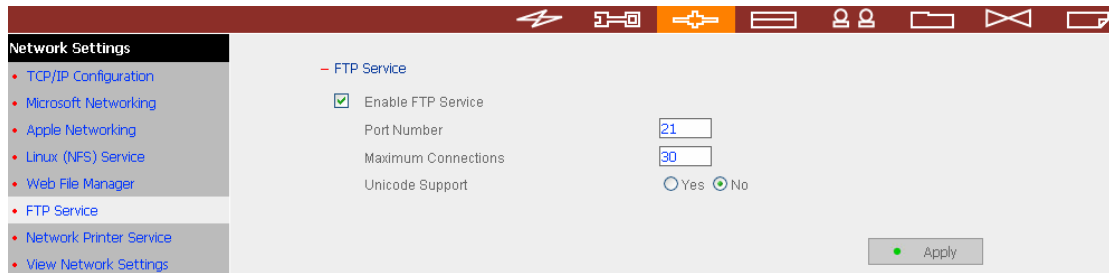 Network Settings
TCP/IP Configuration
Microsoft Networking
Apple Networking
Linux (NFS) Service
Web File Manager
FTP Service
Network Printer Service
View Network Settings
– FTP Service
Enable FTP Service
Port Number 21
Maximum Connections 30
Unicode Support Yes No
Apply